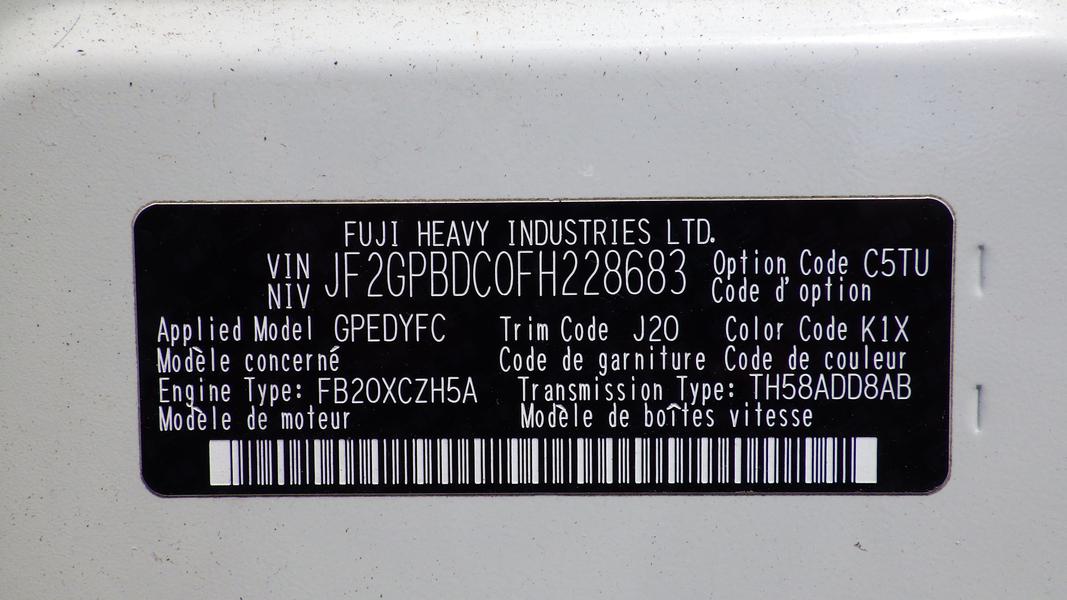 FUJI HEAVY INDUSTRIES LTD.
VIN JF2GPBDC0FH228683 Option Code C5TU
NIV Code d'option
Applied Model GPEDYFC Trim Code J20 Color Code K1X
Modèle concerné Code de garniture Code de couleur
Engine Type: FB20XCZH5A Transmission Type: TH58ADD8AB
Modèle de moteur Modèle de boîtes vitesse